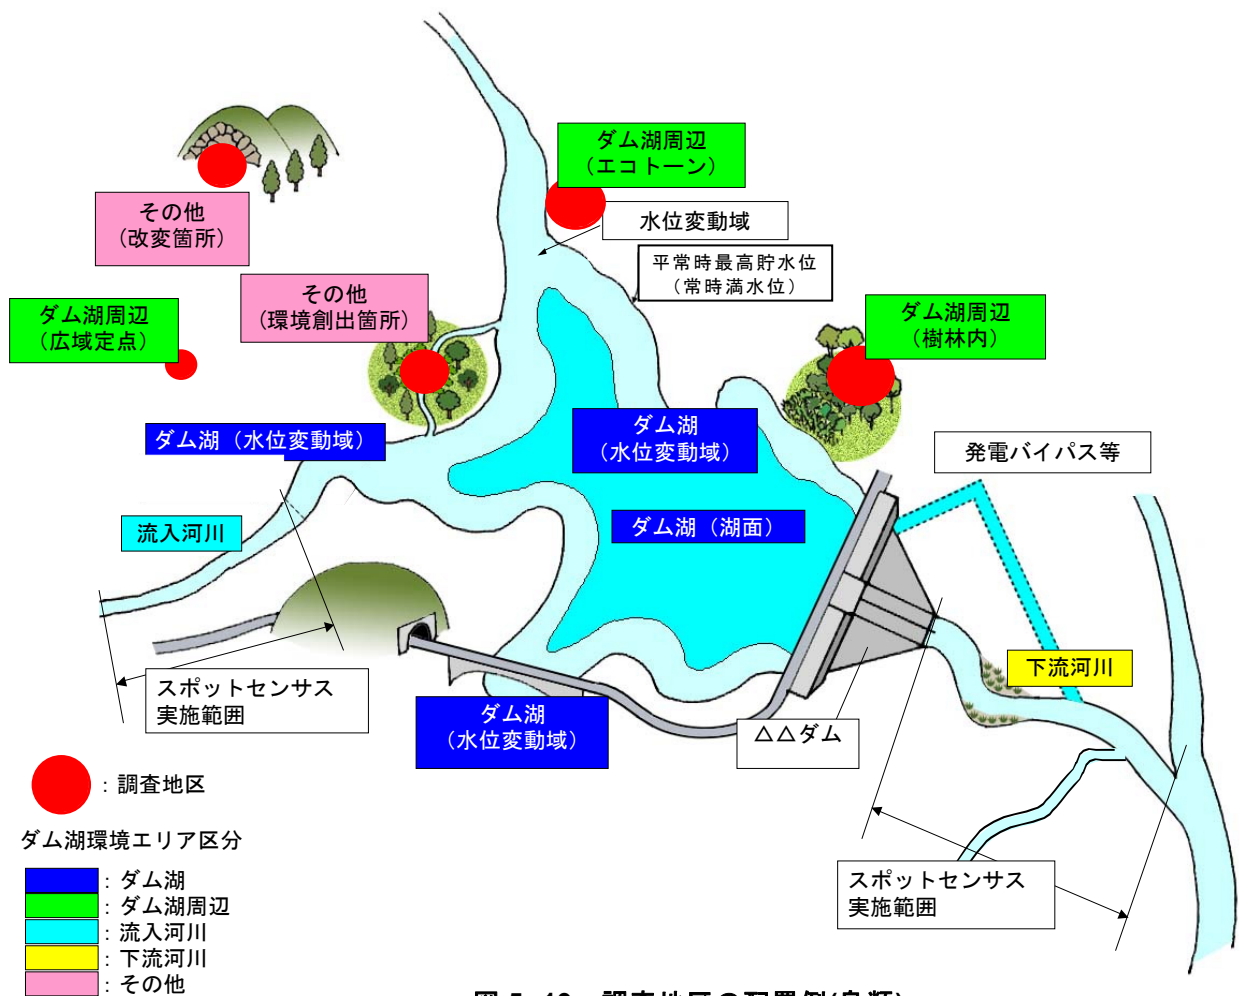 ダム湖周辺
（エコトーン）
その他
（改変箇所）
水位変動域
平常時最高貯水位
（常時満水位）
その他
（環境創出箇所）
ダム湖周辺
（広域定点）
ダム湖周辺
（樹林内）
ダム湖（水位変動域）
ダム湖
（水位変動域）
発電バイパス等
流入河川
ダム湖（湖面）
下流河川
スポットセンサス
実施範囲
ダム湖
（水位変動域）
△△ダム
：調査地区
ダム湖環境エリア区分
：ダム湖
：ダム湖周辺
：流入河川
：下流河川
：その他
スポットセンサス
実施範囲